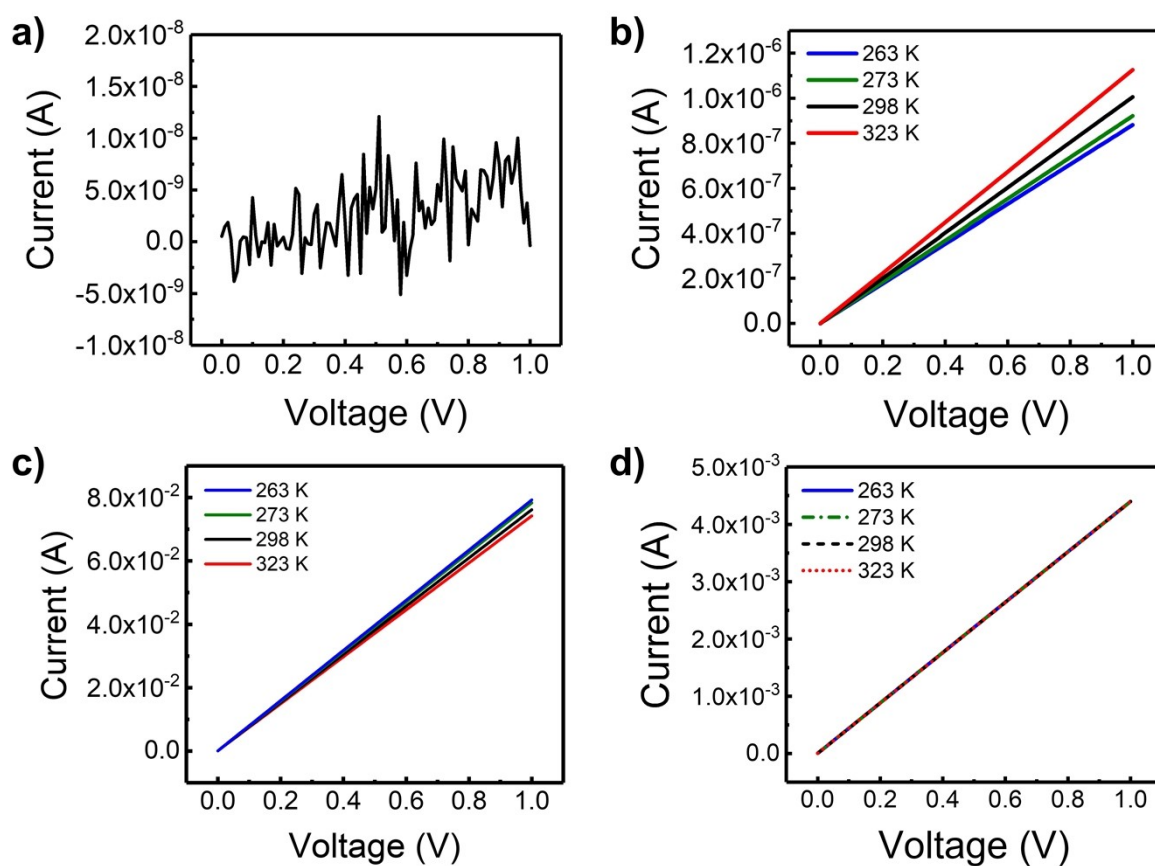 a)
2.0x10⁻⁸
1.5x10⁻⁸
1.0x10⁻⁸
5.0x10⁻⁹
0.0
-5.0x10⁻⁹
-1.0x10⁻⁸
Current (A)
0.0 0.2 0.4 0.6 0.8 1.0
Voltage (V)
b)
263 K
273 K
298 K
323 K
1.2x10⁻⁶
1.0x10⁻⁶
8.0x10⁻⁷
6.0x10⁻⁷
4.0x10⁻⁷
2.0x10⁻⁷
0.0
Current (A)
0.0 0.2 0.4 0.6 0.8 1.0
Voltage (V)
c)
263 K
273 K
298 K
323 K
8.0x10⁻²
6.0x10⁻²
4.0x10⁻²
2.0x10⁻²
0.0
Current (A)
0.0 0.2 0.4 0.6 0.8 1.0
Voltage (V)
d)
263 K
273 K
298 K
323 K
5.0x10⁻³
4.0x10⁻³
3.0x10⁻³
2.0x10⁻³
1.0x10⁻³
0.0
Current (A)
0.0 0.2 0.4 0.6 0.8 1.0
Voltage (V)